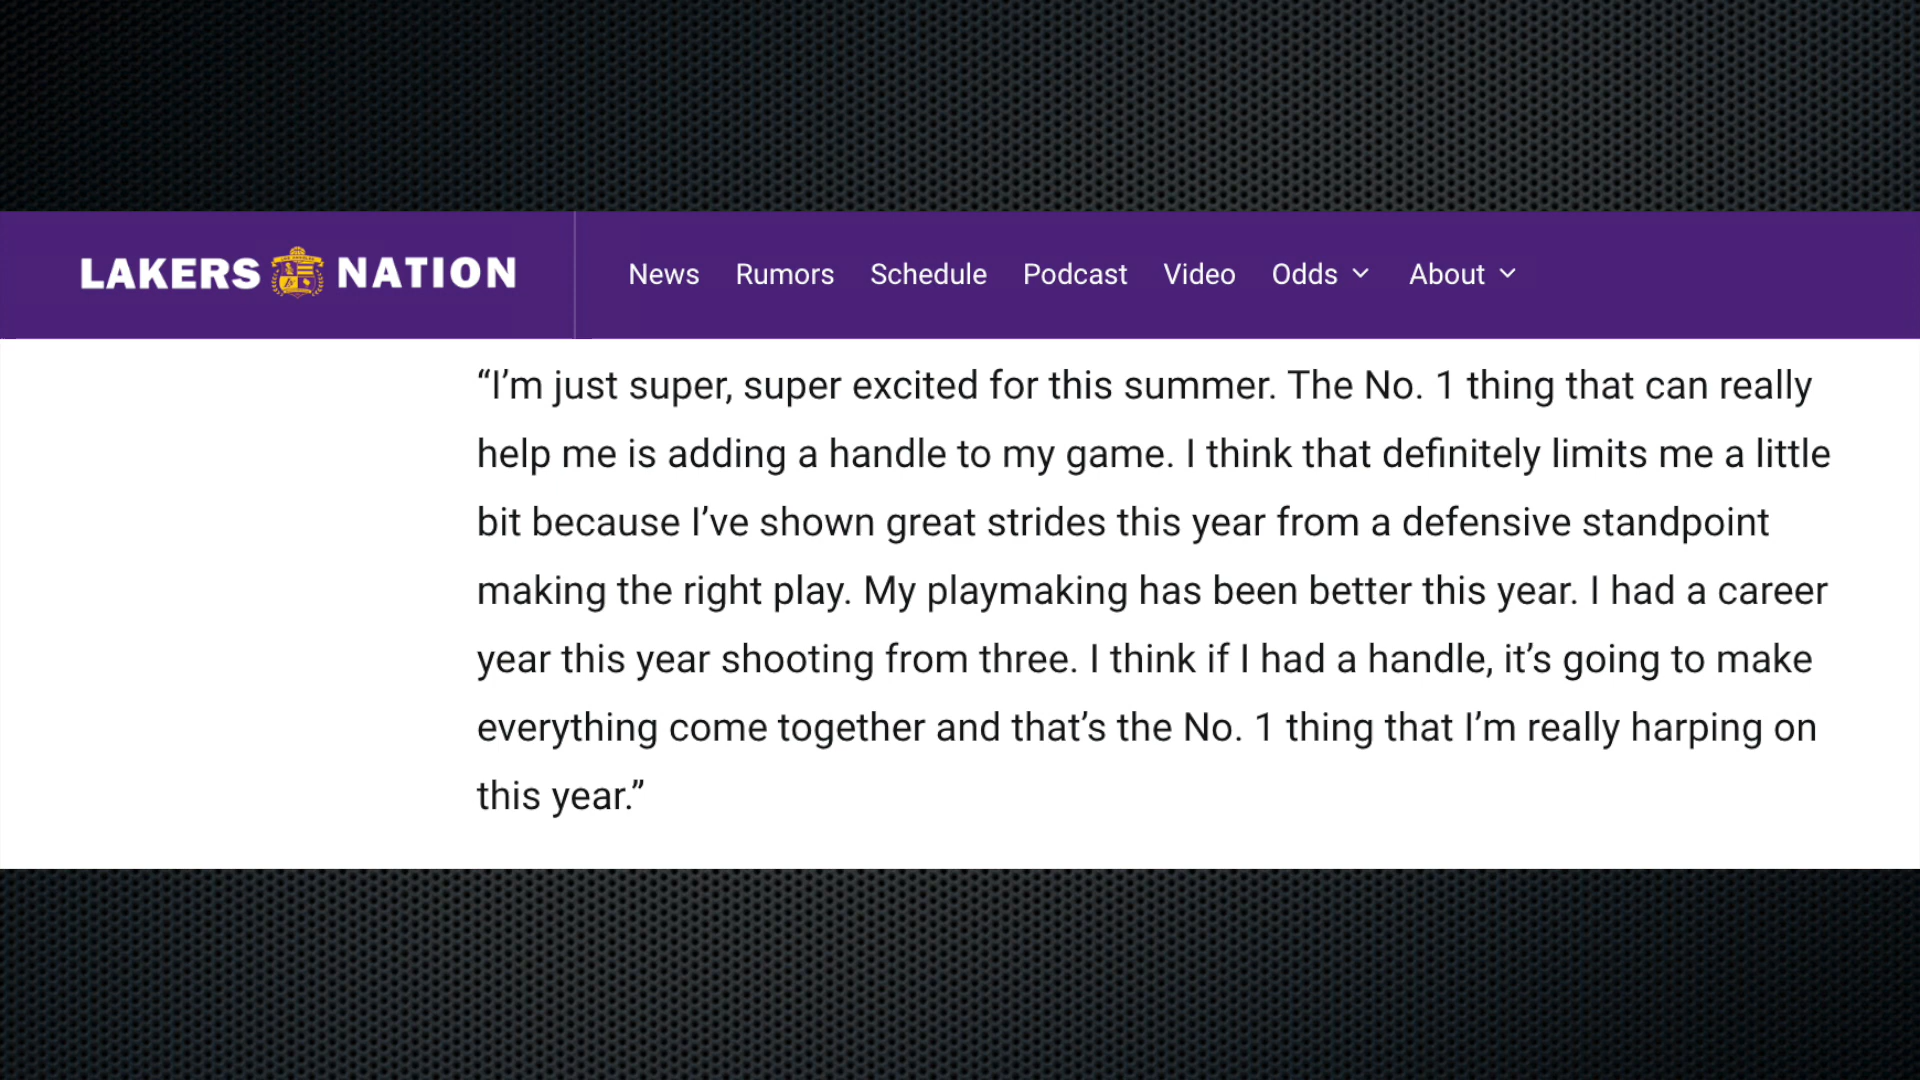 LAKERS NATION
News Rumors Schedule Podcast Video Odds About
“I’m just super, super excited for this summer. The No. 1 thing that can really
help me is adding a handle to my game. I think that definitely limits me a little
bit because I’ve shown great strides this year from a defensive standpoint
making the right play. My playmaking has been better this year. I had a career
year this year shooting from three. I think if I had a handle, it’s going to make
everything come together and that’s the No. 1 thing that I’m really harping on
this year.”